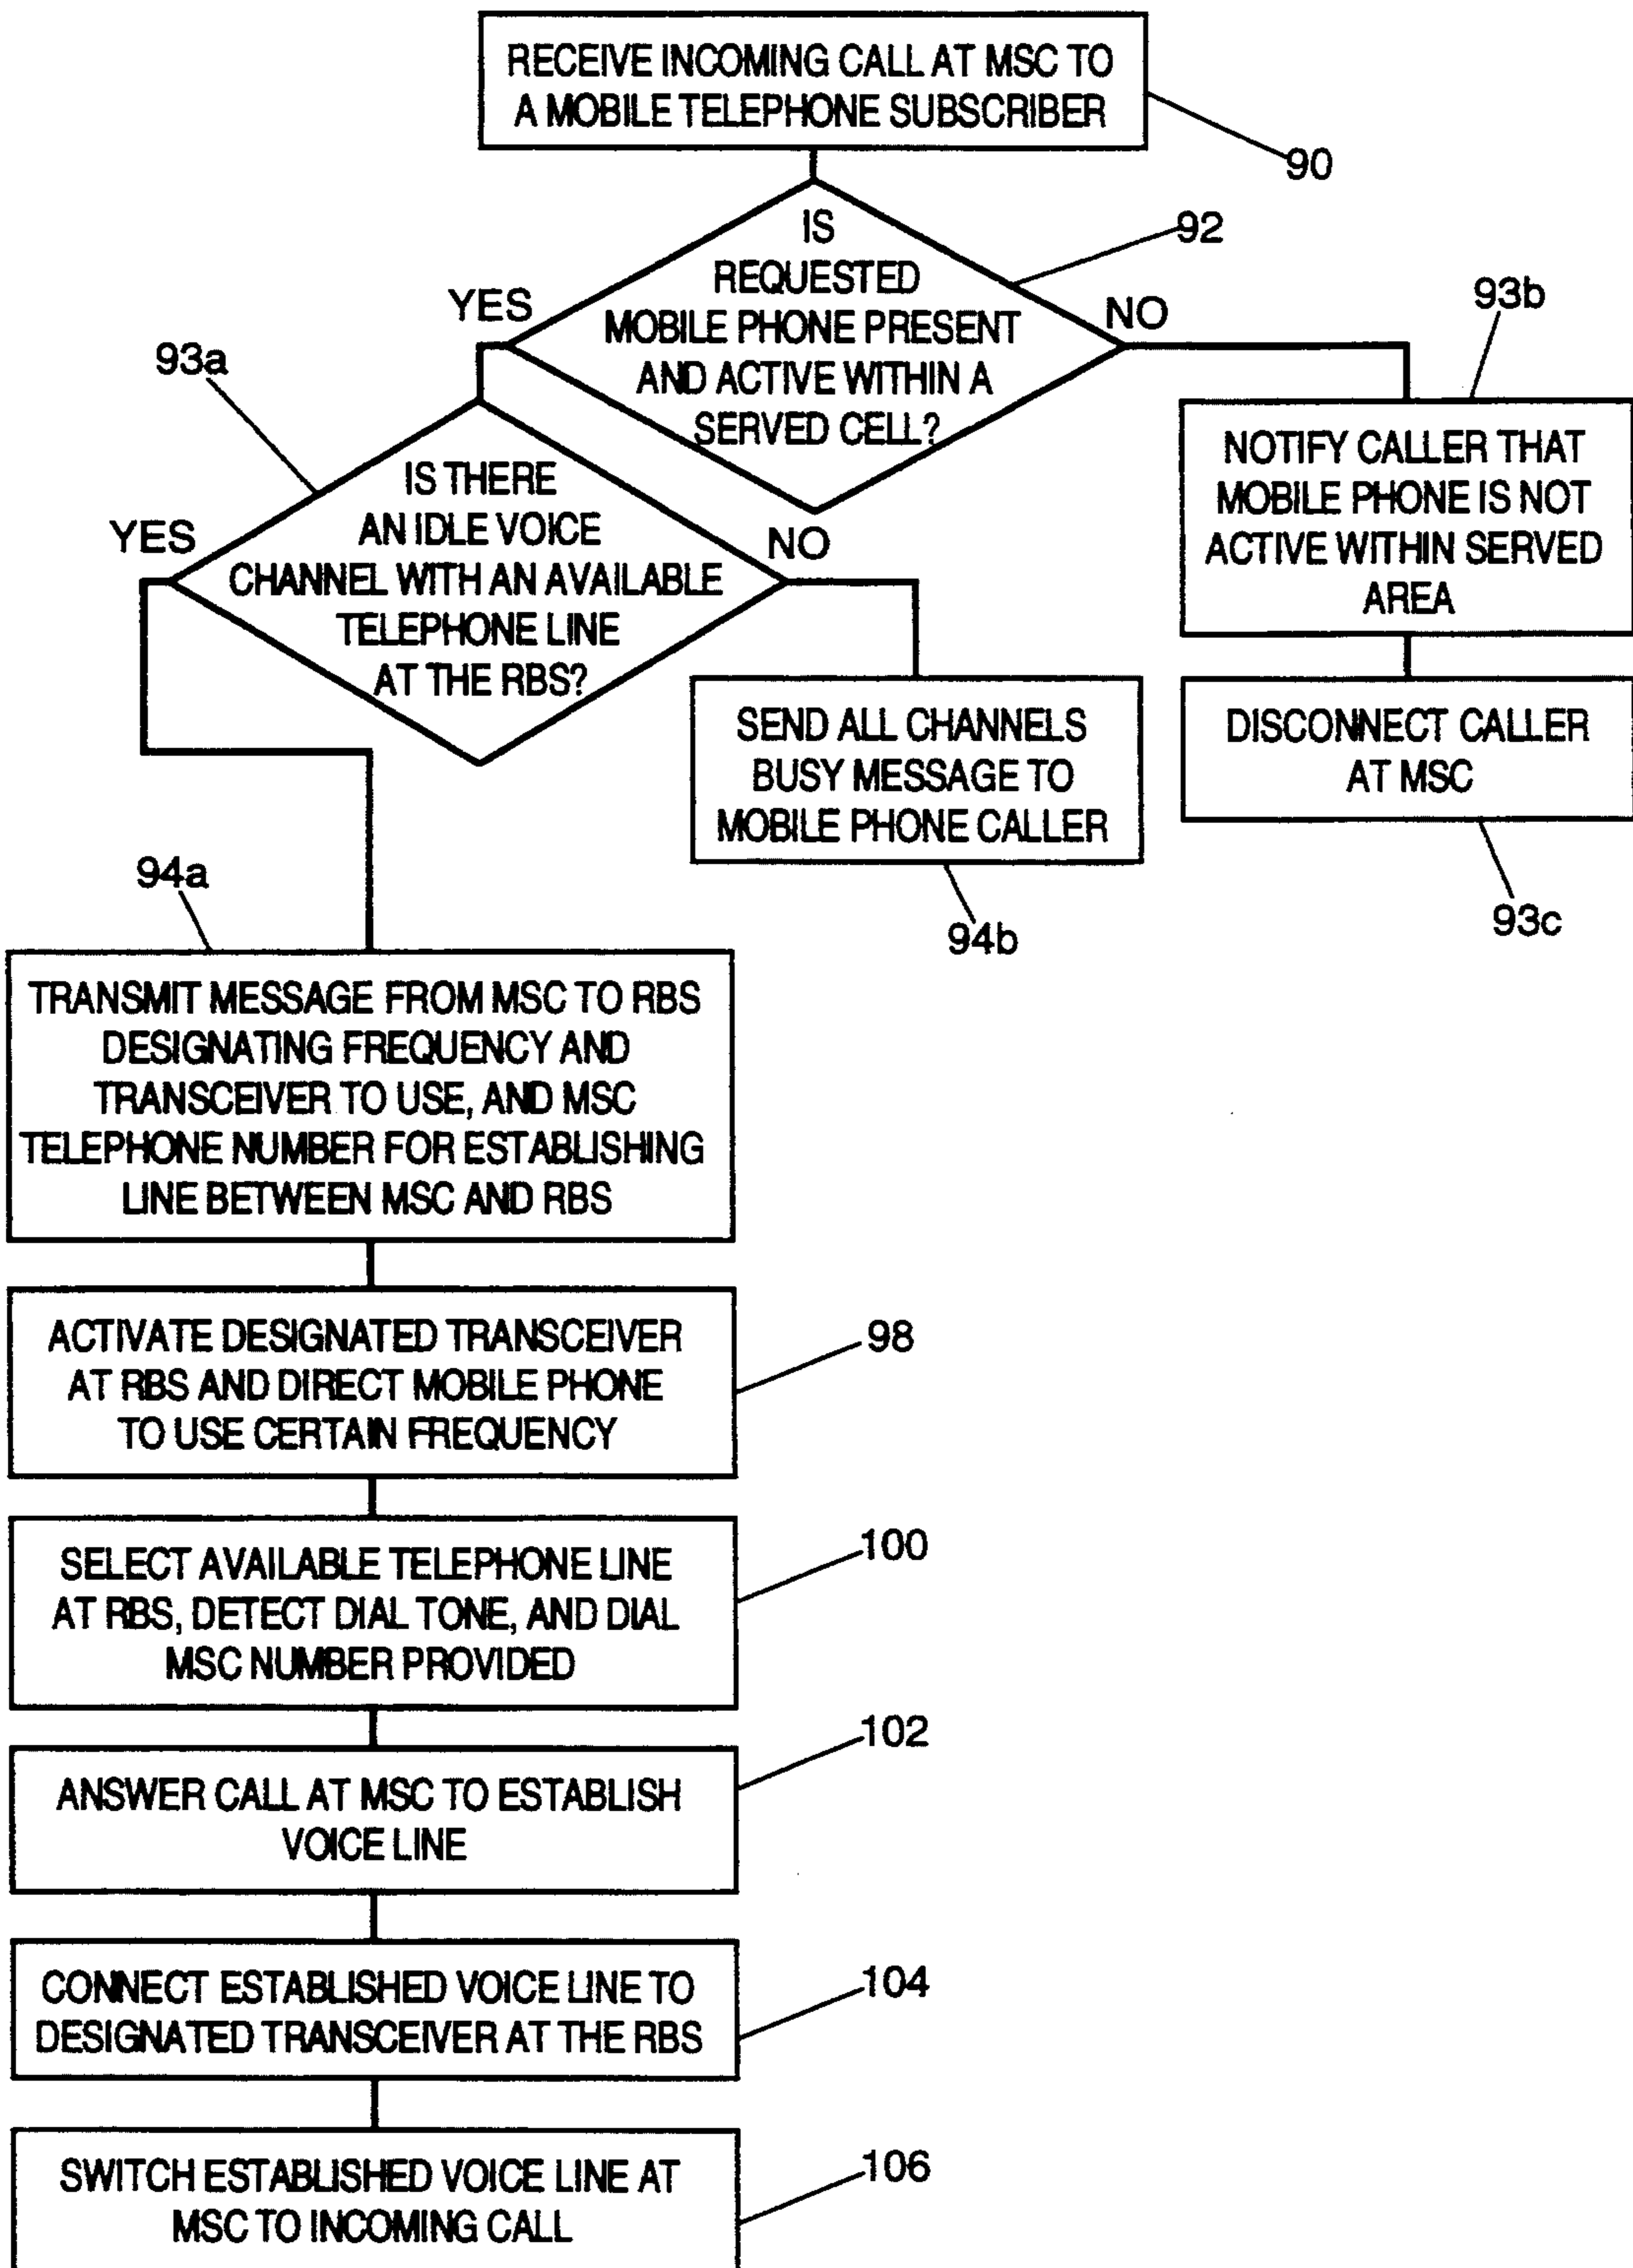 RECEIVE INCOMING CALL AT MSC TO
A MOBILE TELEPHONE SUBSCRIBER
90
IS
REQUESTED
MOBILE PHONE PRESENT
AND ACTIVE WITHIN A
SERVED CELL?
92
YES
NO
93a
93b
IS THERE
AN IDLE VOICE
CHANNEL WITH AN AVAILABLE
TELEPHONE LINE
AT THE RBS?
YES
NO
NOTIFY CALLER THAT
MOBILE PHONE IS NOT
ACTIVE WITHIN SERVED
AREA
SEND ALL CHANNELS
BUSY MESSAGE TO
MOBILE PHONE CALLER
DISCONNECT CALLER
AT MSC
94a
94b
93c
TRANSMIT MESSAGE FROM MSC TO RBS
DESIGNATING FREQUENCY AND
TRANSCEIVER TO USE, AND MSC
TELEPHONE NUMBER FOR ESTABLISHING
LINE BETWEEN MSC AND RBS
ACTIVATE DESIGNATED TRANSCEIVER
AT RBS AND DIRECT MOBILE PHONE
TO USE CERTAIN FREQUENCY
98
SELECT AVAILABLE TELEPHONE LINE
AT RBS, DETECT DIAL TONE, AND DIAL
MSC NUMBER PROVIDED
100
ANSWER CALL AT MSC TO ESTABLISH
VOICE LINE
102
CONNECT ESTABLISHED VOICE LINE TO
DESIGNATED TRANSCEIVER AT THE RBS
104
SWITCH ESTABLISHED VOICE LINE AT
MSC TO INCOMING CALL
106